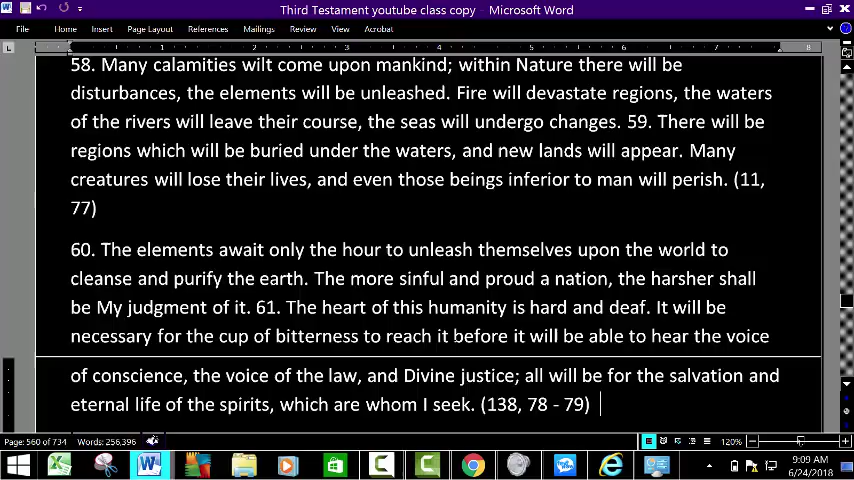 Third Testament youtube class copy - Microsoft Word
File Home Insert Page Layout References Mailings Review View Acrobat
1 1 2 3 4 5 6 7 8
58. Many calamities wilt come upon mankind; within Nature there will be
disturbances, the elements will be unleashed. Fire will devastate regions, the waters
of the rivers will leave their course, the seas will undergo changes. 59. There will be
regions which will be buried under the waters, and new lands will appear. Many
creatures will lose their lives, and even those beings inferior to man will perish. (11,
77)
60. The elements await only the hour to unleash themselves upon the world to
cleanse and purify the earth. The more sinful and proud a nation, the harsher shall
be My judgment of it. 61. The heart of this humanity is hard and deaf. It will be
necessary for the cup of bitterness to reach it before it will be able to hear the voice
of conscience, the voice of the law, and Divine justice; all will be for the salvation and
eternal life of the spirits, which are whom I seek. (138, 78 - 79)
Page: 560 of 734 Words: 256,396 120%
9:09 AM
6/24/2018